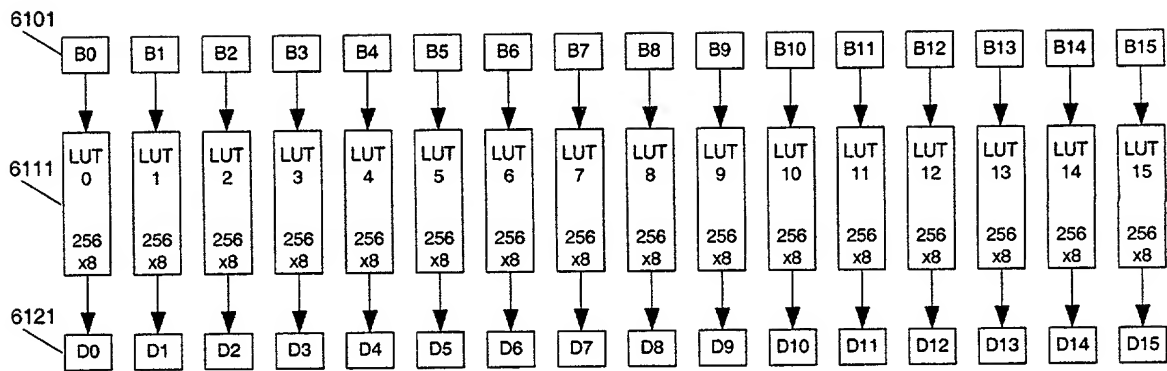 6101
B0 B1 B2 B3 B4 B5 B6 B7 B8 B9 B10 B11 B12 B13 B14 B15
6111
LUT LUT LUT LUT LUT LUT LUT LUT LUT LUT LUT LUT LUT LUT LUT LUT
0 1 2 3 4 5 6 7 8 9 10 11 12 13 14 15
256 256 256 256 256 256 256 256 256 256 256 256 256 256 256 256
x8 x8 x8 x8 x8 x8 x8 x8 x8 x8 x8 x8 x8 x8 x8 x8
6121
D0 D1 D2 D3 D4 D5 D6 D7 D8 D9 D10 D11 D12 D13 D14 D15